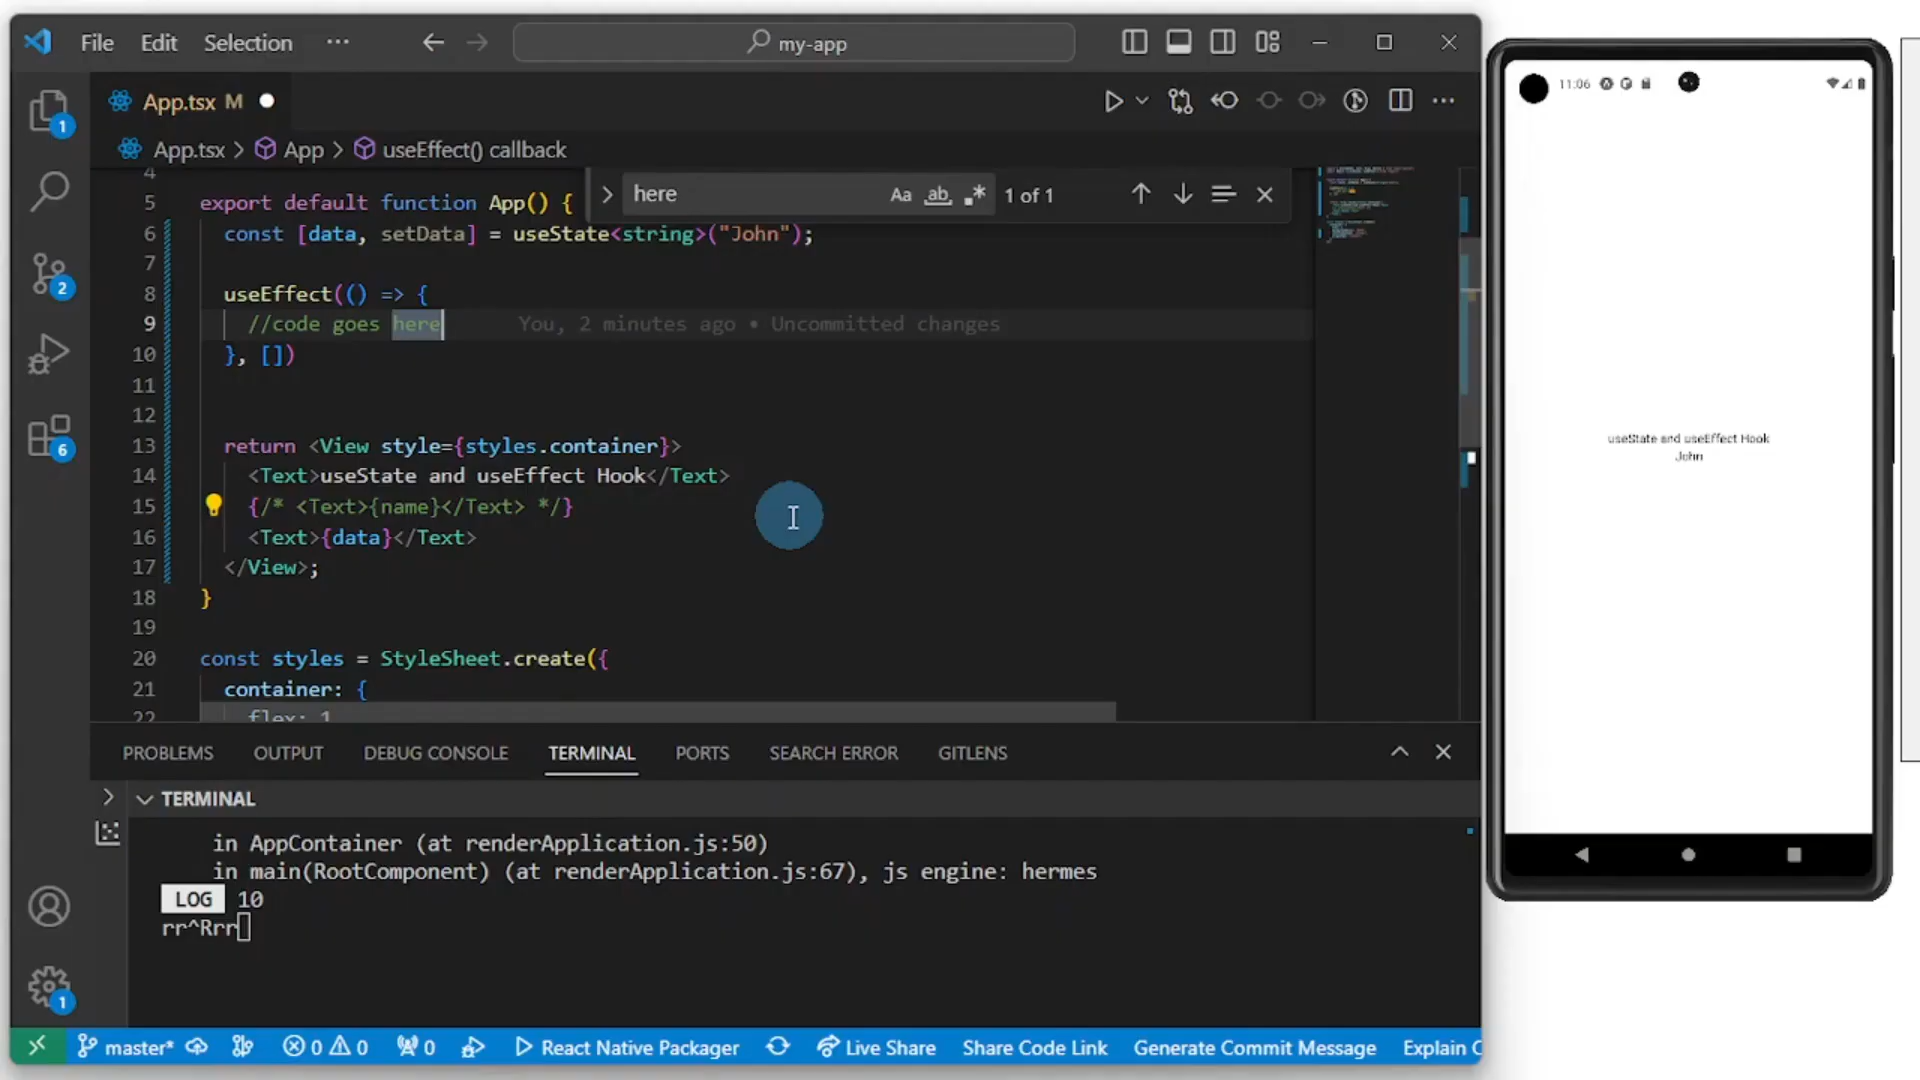 File Edit Selection ··· my-app
App.tsx M
App.tsx > App > useEffect() callback
here Aa ab .* 1 of 1
4
5 export default function App() {
6 const [data, setData] = useState<string>("John");
7
8 useEffect(() => {
9 //code goes here You, 2 minutes ago • Uncommitted changes
10 }, [])
11
12
13 return <View style={styles.container}>
14 <Text>useState and useEffect Hook</Text>
15 {/* <Text>{name}</Text> */}
16 <Text>{data}</Text>
17 </View>;
18 }
19
20 const styles = StyleSheet.create({
21 container: {
22 flex: 1
1
2
6
1
PROBLEMS OUTPUT DEBUG CONSOLE TERMINAL PORTS SEARCH ERROR GITLENS
TERMINAL
in AppContainer (at renderApplication.js:50)
in main(RootComponent) (at renderApplication.js:67), js engine: hermes
LOG 10
rr^Rrr
master* 0 0 0 React Native Packager Live Share Share Code Link Generate Commit Message Explain C
11:06
useState and useEffect Hook
John